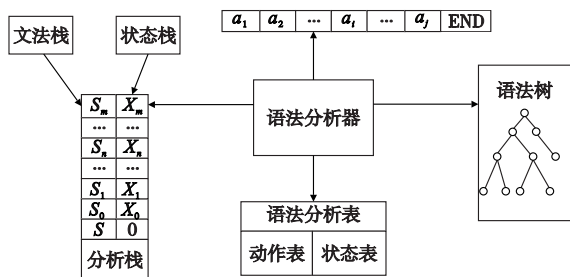 a₁ a₂ ... aᵢ ... aⱼ END
文法栈 状态栈
语法分析器
语法树
Sₘ Xₘ
... ...
Sₙ Xₙ
... ...
S₁ X₁
S₀ X₀
S 0
分析栈
语法分析表
动作表 状态表